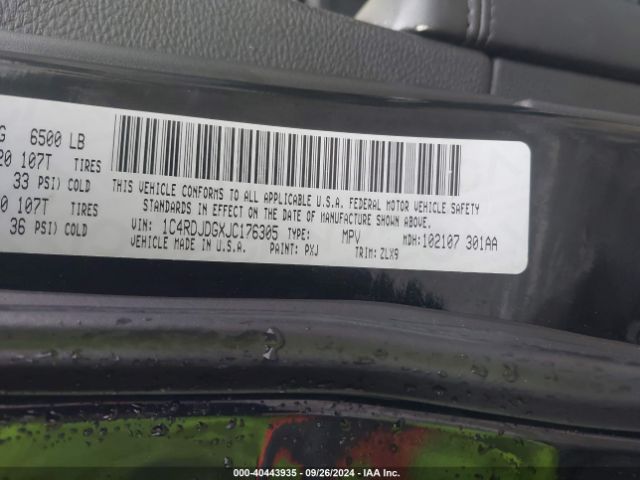 G 6500 LB
20 107T TIRES
33 PSI) COLD
0 107T TIRES
36 PSI) COLD
THIS VEHICLE CONFORMS TO ALL APPLICABLE U.S.A. FEDERAL MOTOR VEHICLE SAFETY
STANDARDS IN EFFECT ON THE DATE OF MANUFACTURE SHOWN ABOVE.
VIN: 1C4RDJDGXJC176305 TYPE: MPV MDH: 102107 301AA
VEHICLE MADE IN U.S.A. PAINT: PXJ TRIM: ZLX9
000-40443935 - 09/26/2024 - IAA Inc.